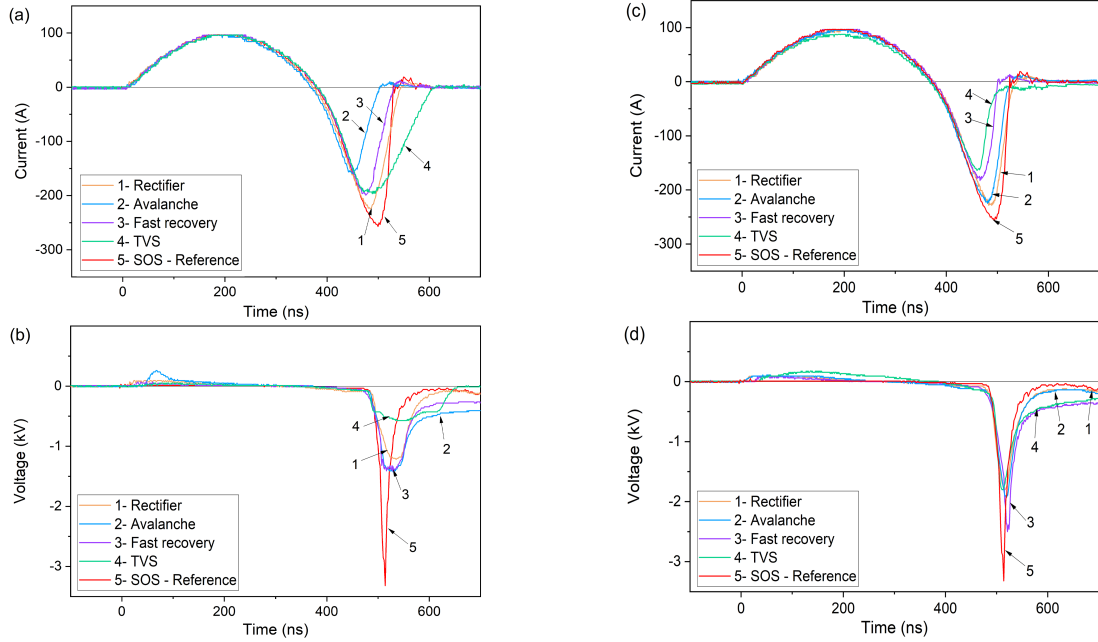 (a)
100
0
-100
-200
-300
Current (A)
0
200
400
600
Time (ns)
1
2
3
4
5
1- Rectifier
2- Avalanche
3- Fast recovery
4- TVS
5- SOS - Reference
(b)
0
-1
-2
-3
Voltage (kV)
0
200
400
600
Time (ns)
1
2
3
4
5
1- Rectifier
2- Avalanche
3- Fast recovery
4- TVS
5- SOS - Reference
(c)
100
0
-100
-200
-300
Current (A)
0
200
400
600
Time (ns)
4
3
1
2
5
1- Rectifier
2- Avalanche
3- Fast recovery
4- TVS
5- SOS - Reference
(d)
0
-1
-2
-3
Voltage (kV)
0
200
400
600
Time (ns)
4
2
1
3
5
1- Rectifier
2- Avalanche
3- Fast recovery
4- TVS
5- SOS - Reference